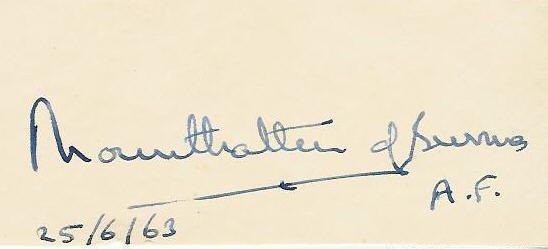 Mountbatten of Burma
A.F.
25/6/63